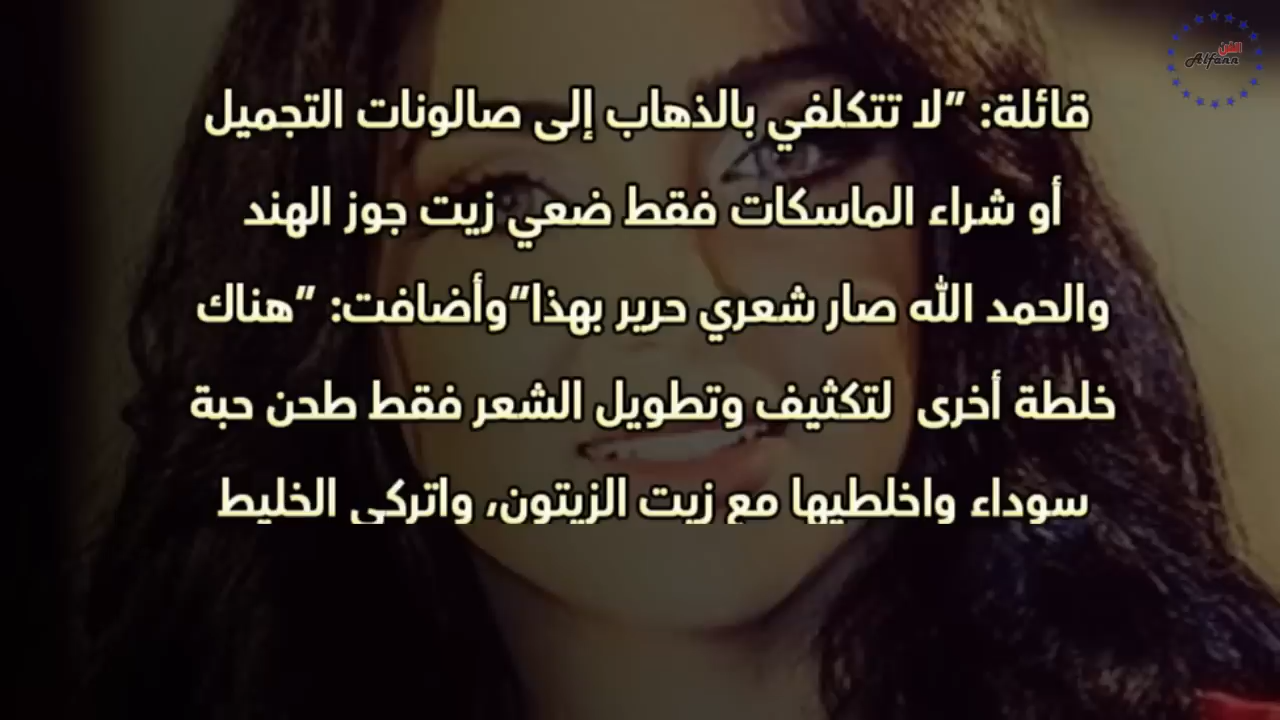 الفن
Alfann
قائلة: ”لا تتكلفي بالذهاب إلى صالونات التجميل
أو شراء الماسكات فقط ضعي زيت جوز الهند
والحمد الله صار شعري حرير بهذا“وأضافت: ”هناك
خلطة أخرى لتكثيف وتطويل الشعر فقط طحن حبة
سوداء واخلطيها مع زيت الزيتون، واتركي الخليط